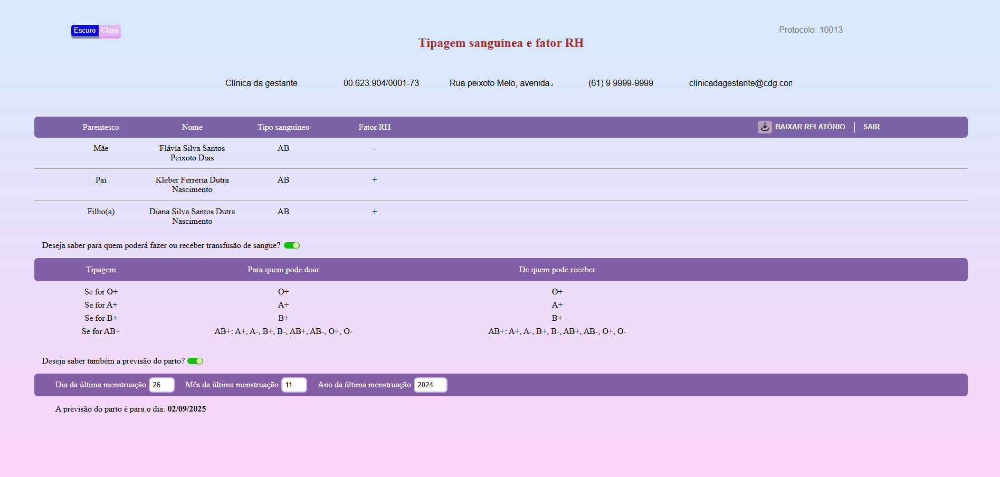 Escuro Claro
Protocolo: 10013
Tipagem sanguínea e fator RH
Clínica da gestante 00.623.904/0001-73 Rua peixoto Melo, avenida (61) 9 9999-9999 clínicadagestante@cdg.com
Parentesco Nome Tipo sanguíneo Fator RH BAIXAR RELATÓRIO | SAIR
Mãe Flávia Silva Santos AB -
Peixoto Dias
Pai Kleber Ferreria Dutra AB +
Nascimento
Filho(a) Diana Silva Santos Dutra AB +
Nascimento
Deseja saber para quem poderá fazer ou receber transfusão de sangue?
Tipagem Para quem pode doar De quem pode receber
Se for O+ O+ O+
Se for A+ A+ A+
Se for B+ B+ B+
Se for AB+ AB+: A+, A-, B+, B-, AB+, AB-, O+, O- AB+: A+, A-, B+, B-, AB+, AB-, O+, O-
Deseja saber também a previsão do parto?
Dia da última menstruação 26 Mês da última menstruação 11 Ano da última menstruação 2024
A previsão do parto é para o dia: 02/09/2025